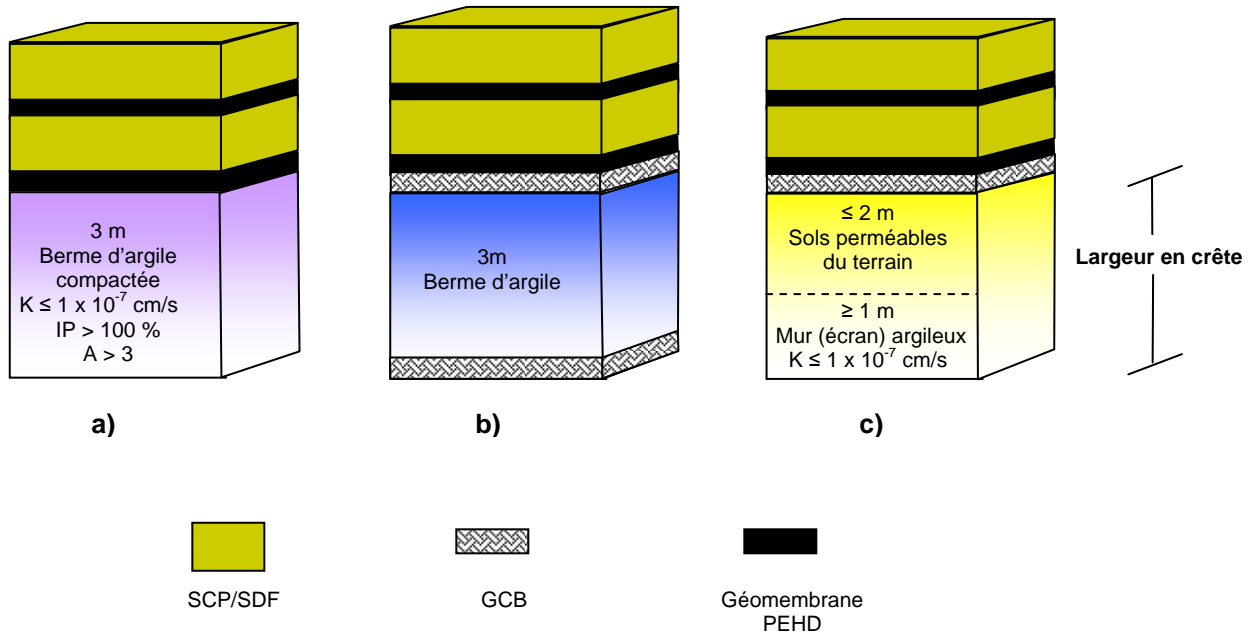 3 m
Berme d'argile
compactée
K ≤ 1 x 10⁻⁷ cm/s
IP > 100 %
A > 3
a)
3m
Berme d'argile
b)
≤ 2 m
Sols perméables
du terrain
≥ 1 m
Mur (écran) argileux
K ≤ 1 x 10⁻⁷ cm/s
c)
Largeur en crête
SCP/SDF
GCB
Géomembrane
PEHD